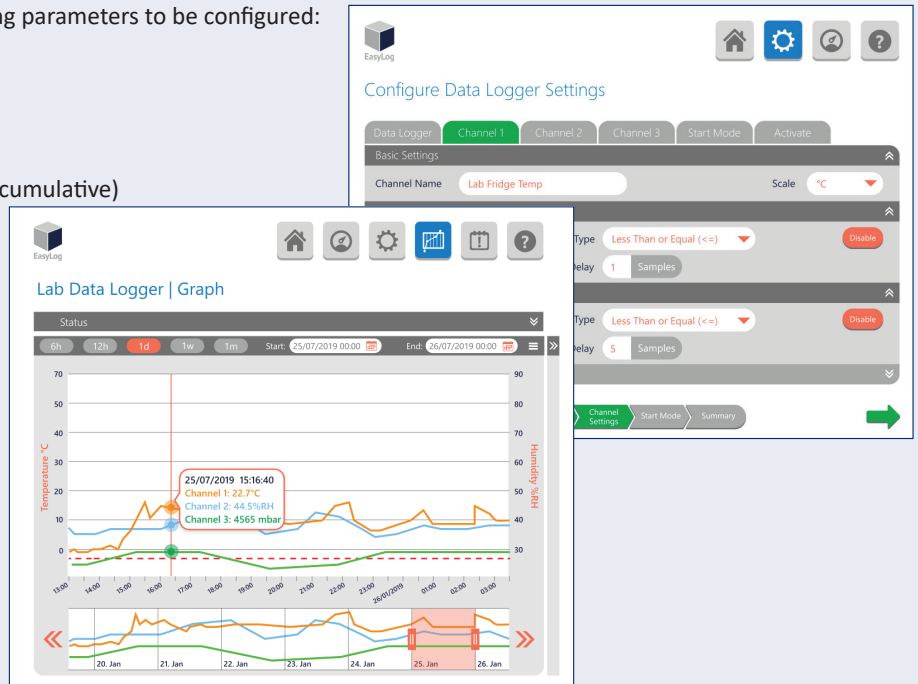 ng parameters to be configured:
cumulative)
EasyLog
Configure Data Logger Settings
Data Logger Channel 1 Channel 2 Channel 3 Start Mode Activate
Basic Settings
Channel Name Lab Fridge Temp Scale °C
Type Less Than or Equal (<=) Disable
elay 1 Samples
Type Less Than or Equal (<=) Disable
elay 5 Samples
Channel Settings Start Mode Summary
EasyLog
Lab Data Logger | Graph
Status
6h 12h 1d 1w 1m Start: 25/07/2019 00:00 End: 26/07/2019 00:00
70 90
50 80
40 70
30 60
20 50
10 40
0 30
Temperature °C
Humidity %RH
25/07/2019 15:16:40
Channel 1: 22.7°C
Channel 2: 44.5%RH
Channel 3: 4565 mbar
13:00 14:00 15:00 16:00 17:00 18:00 19:00 20:00 21:00 22:00 23:00 26/01/2019 01:00 02:00 03:00
20. Jan 21. Jan 22. Jan 23. Jan 24. Jan 25. Jan 26. Jan